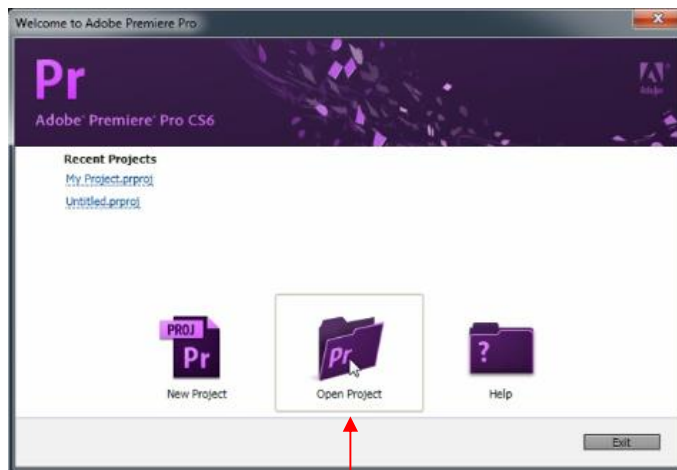 Welcome to Adobe Premiere Pro
Pr
Adobe® Premiere® Pro CS6
Adobe
Recent Projects
My Project.prproj
Untitled.prproj
PROJ
Pr
Pr
?
New Project
Open Project
Help
Exit